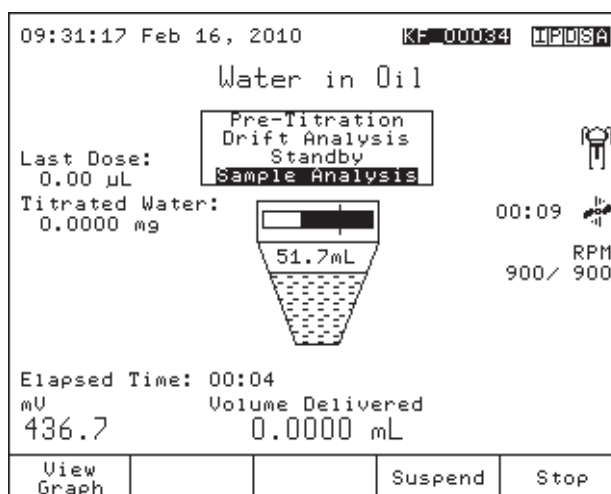 09:31:17 Feb 16, 2010 KF_00034 IPDSA
Water in Oil
Pre-Titration
Drift Analysis
Standby
Sample Analysis
Last Dose:
0.00 µL
Titrated Water:
0.0000 mg
00:09
51.7mL
RPM
900/ 900
Elapsed Time: 00:04
mV Volume Delivered
436.7 0.0000 mL
View Graph Suspend Stop